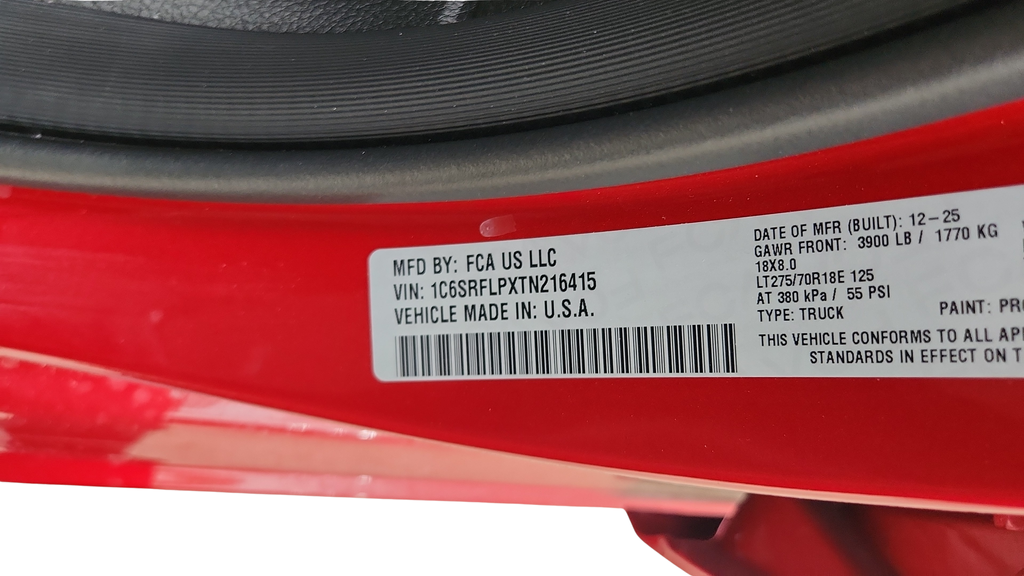 MFD BY: FCA US LLC
VIN: 1C6SRFLPXTN216415
VEHICLE MADE IN: U.S.A.
DATE OF MFR (BUILT): 12-25
GAWR FRONT: 3900 LB / 1770 KG
18X8.0
LT275/70R18E 125
AT 380 kPa / 55 PSI
TYPE: TRUCK
PAINT: PR
THIS VEHICLE CONFORMS TO ALL AP
STANDARDS IN EFFECT ON T